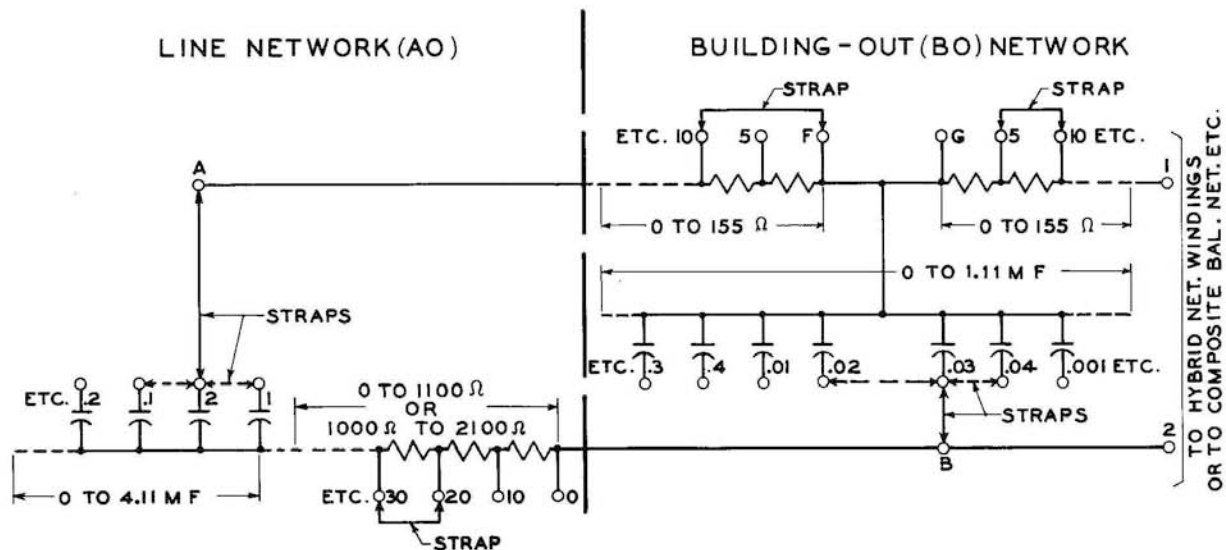 LINE NETWORK (AO)
BUILDING-OUT (BO) NETWORK
STRAP
STRAP
ETC. 10 5 F
G 5 10 ETC.
A
1
0 TO 155 Ω
0 TO 155 Ω
0 TO 1.11 MF
STRAPS
ETC. .3 .4 .01 .02 .03 .04 .001 ETC.
STRAPS
ETC. .2 .1 2 1
0 TO 1100 Ω
OR
1000 Ω TO 2100 Ω
B
2
0 TO 4.11 MF
ETC. 30 20 10 0
STRAP
TO HYBRID NET. WINDINGS
OR TO COMPOSITE BAL. NET. ETC.